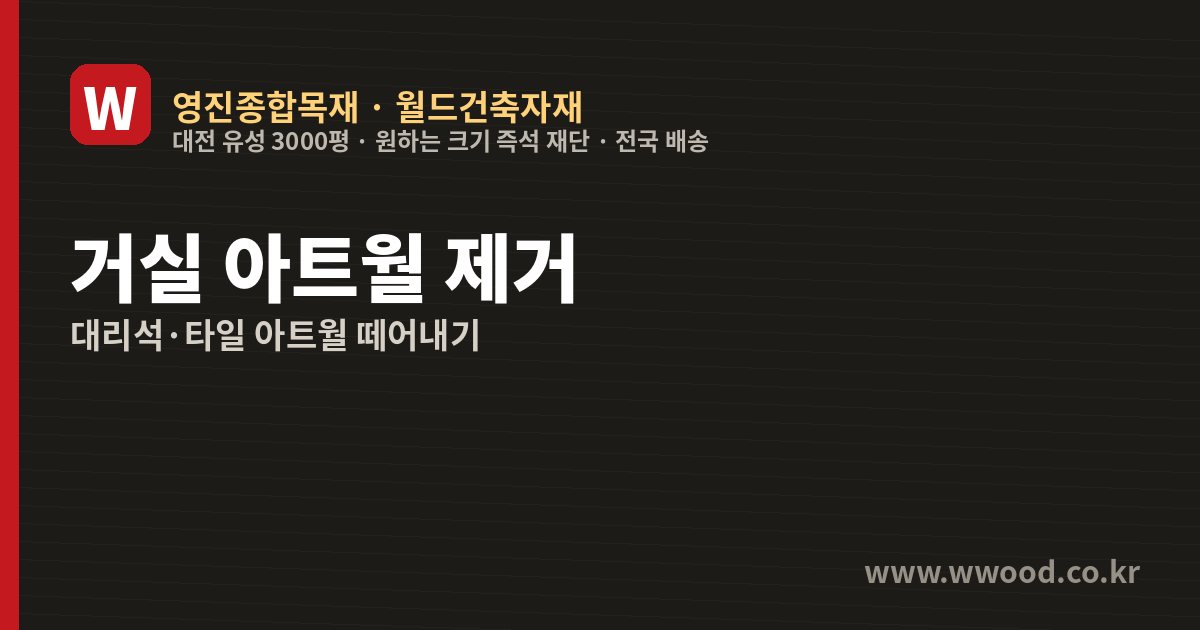 W
영진종합목재 · 월드건축자재
대전 유성 3000평 · 원하는 크기 즉석 재단 · 전국 배송
거실 아트월 제거
대리석·타일 아트월 떼어내기
www.wwood.co.kr